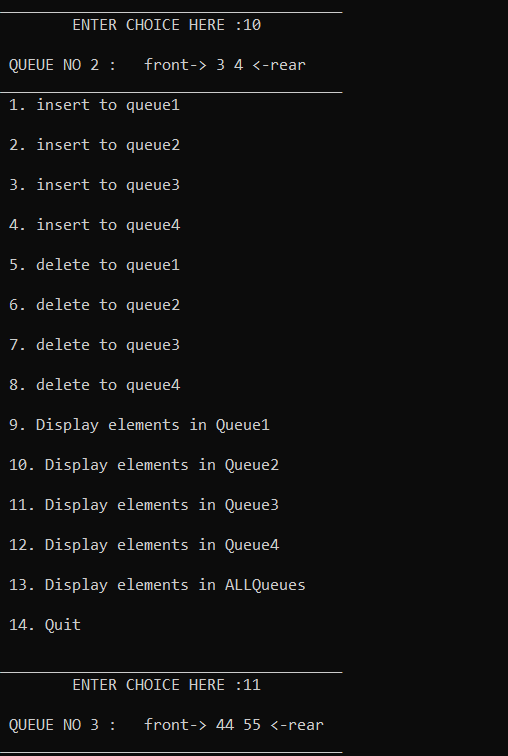 ENTER CHOICE HERE :10
QUEUE NO 2 :   front-> 3 4 <-rear
1. insert to queue1
2. insert to queue2
3. insert to queue3
4. insert to queue4
5. delete to queue1
6. delete to queue2
7. delete to queue3
8. delete to queue4
9. Display elements in Queue1
10. Display elements in Queue2
11. Display elements in Queue3
12. Display elements in Queue4
13. Display elements in ALLQueues
14. Quit
ENTER CHOICE HERE :11
QUEUE NO 3 :   front-> 44 55 <-rear